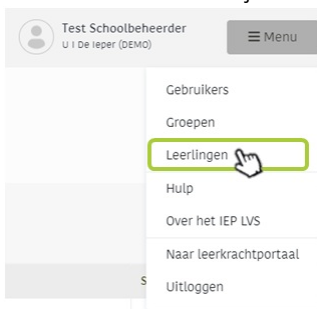 Test Schoolbeheerder
U I De Ieper (DEMO)
Menu
Gebruikers
Groepen
Leerlingen
Hulp
Over het IEP LVS
Naar leerkrachtportaal
S
Uitloggen